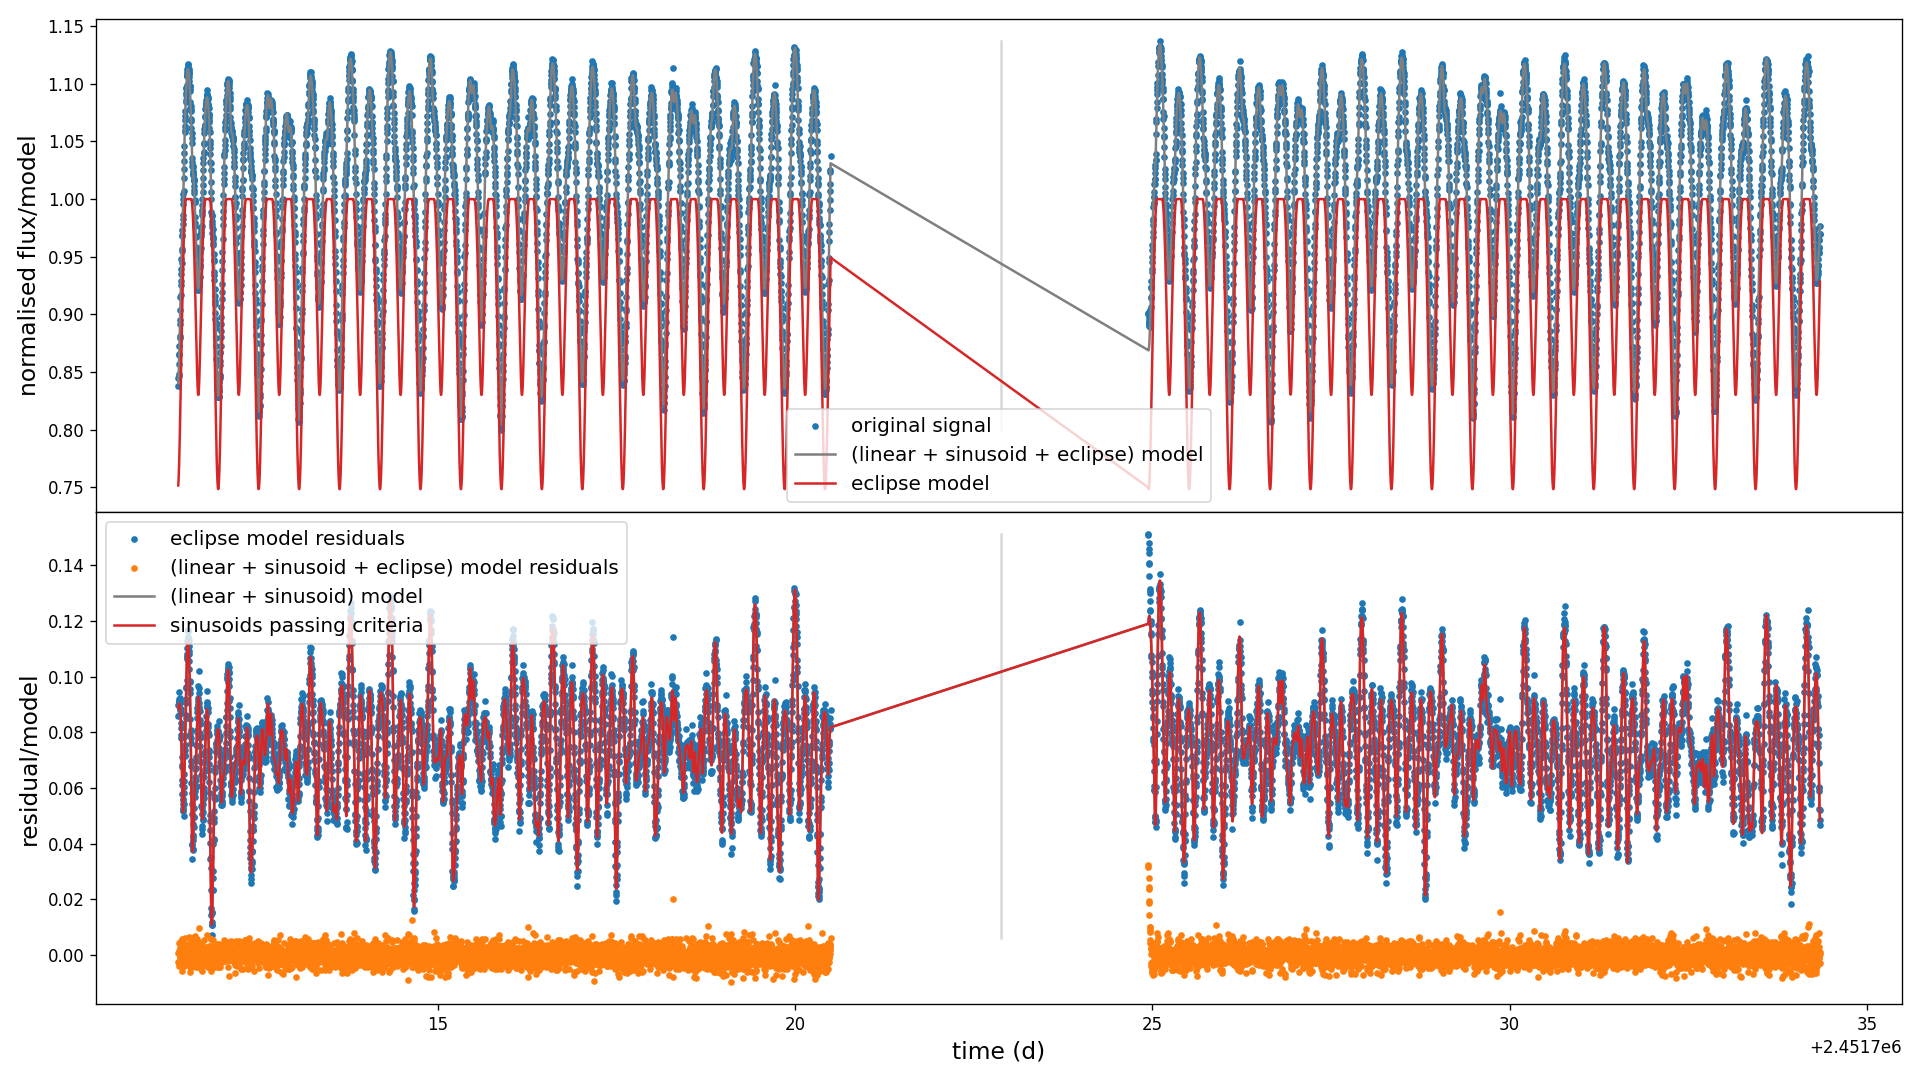 1.15
1.10
1.05
1.00
0.95
0.90
0.85
0.80
0.75
normalised flux/model
original signal
(linear + sinusoid + eclipse) model
eclipse model
eclipse model residuals
(linear + sinusoid + eclipse) model residuals
(linear + sinusoid) model
sinusoids passing criteria
0.14
0.12
0.10
0.08
0.06
0.04
0.02
0.00
residual/model
15 20 25 30 35
time (d)
+2.4517e6